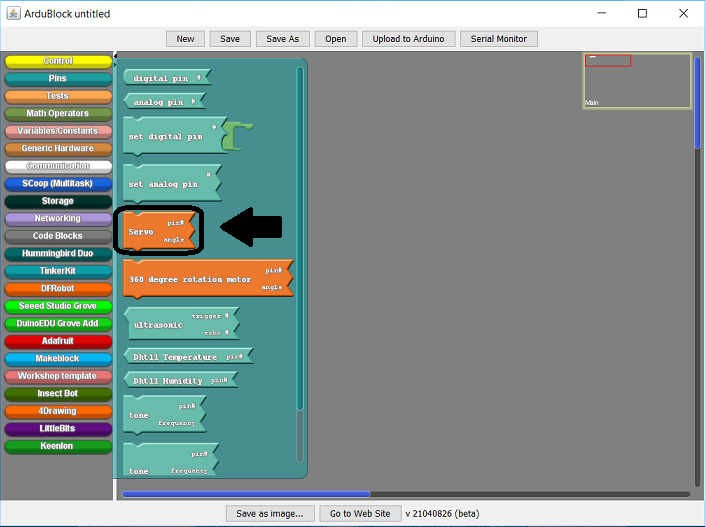 ArduBlock untitled
New Save Save As Open Upload to Arduino Serial Monitor
Control
Pins
Tests
Math Operators
Variables/Constants
Generic Hardware
Communication
SCoop (Multitask)
Storage
Networking
Code Blocks
Hummingbird Duo
TinkerKit
DFRobot
Seeed Studio Grove
DuinoEDU Grove Add
Adafruit
Makeblock
Workshop template
Insect Bot
4Drawing
LittleBits
Keenlon
digital pin #
analog pin #
#
set digital pin
#
set analog pin
pin#
Servo
angle
pin#
360 degree rotation motor
angle
trigger #
ultrasonic
echo #
Dht11 Temperature pin#
Dht11 Humidity pin#
pin#
tone
frequency
pin#
tone frequency
Main
Save as image... Go to Web Site v 21040826 (beta)